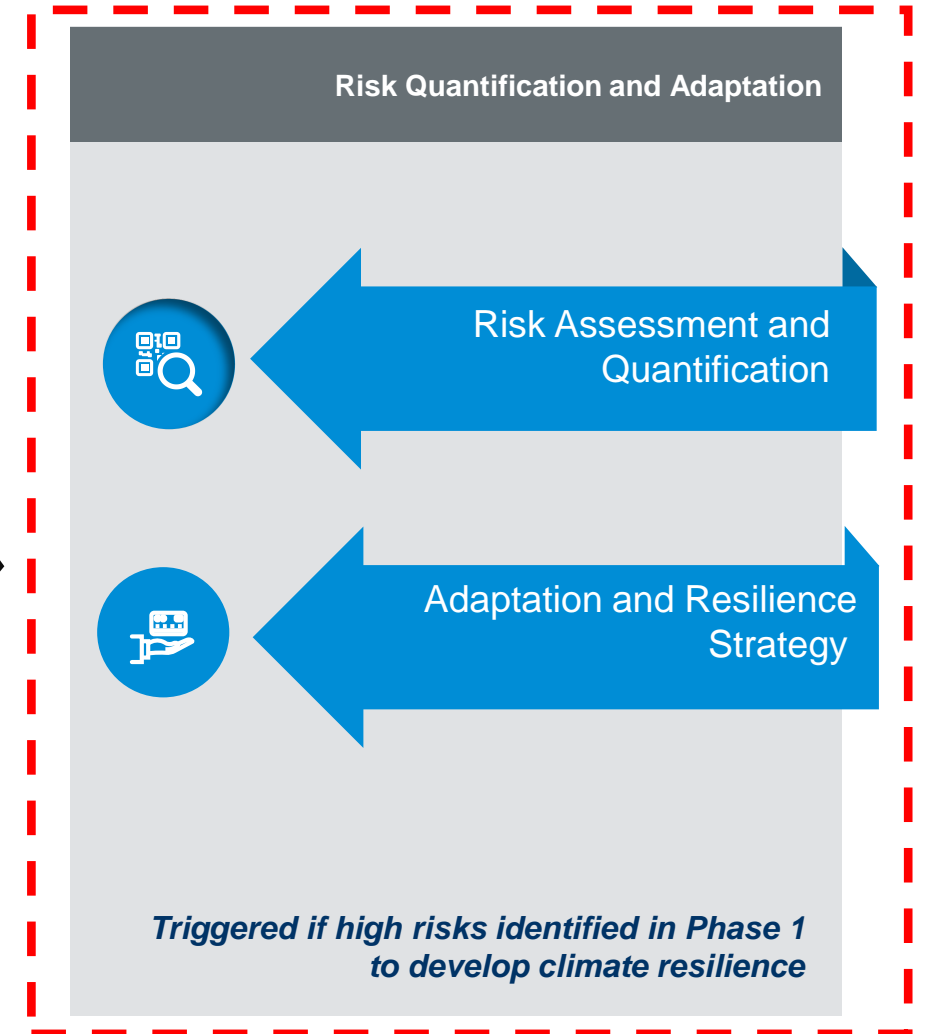 Risk Quantification and Adaptation
Risk Assessment and
Quantification
Adaptation and Resilience
Strategy
Triggered if high risks identified in Phase 1
to develop climate resilience